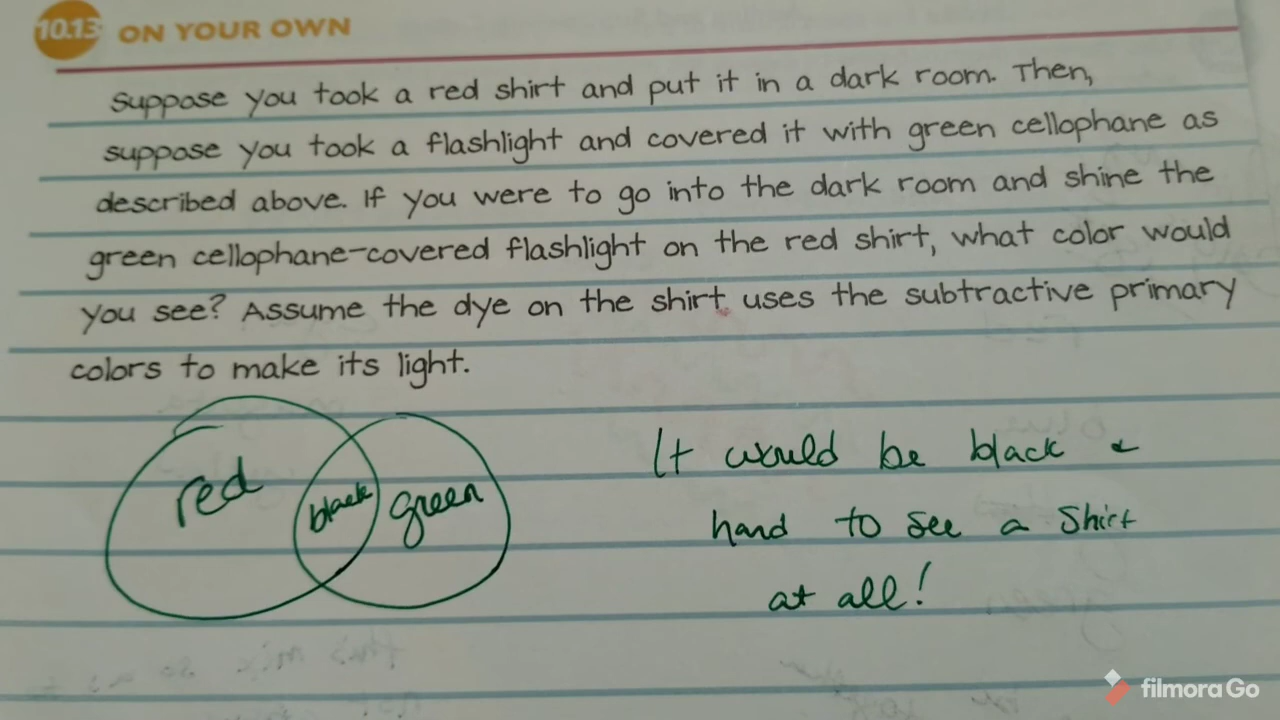 10.13 ON YOUR OWN
Suppose you took a red shirt and put it in a dark room. Then,
suppose you took a flashlight and covered it with green cellophane as
described above. If you were to go into the dark room and shine the
green cellophane-covered flashlight on the red shirt, what color would
you see? Assume the dye on the shirt uses the subtractive primary
colors to make its light.
red black green
It would be black &
hard to see a shirt
at all!
filmora Go